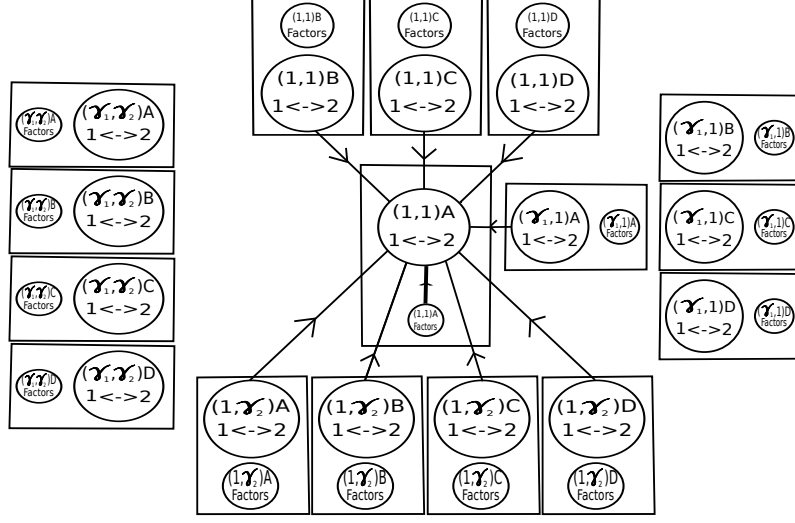 (1,1)B
Factors
(1,1)B
1<->2
(1,1)C
Factors
(1,1)C
1<->2
(1,1)D
Factors
(1,1)D
1<->2
(𝛄₁,𝛄₂)A
Factors
(𝛄₁,𝛄₂)A
1<->2
(𝛄₁,𝛄₂)B
Factors
(𝛄₁,𝛄₂)B
1<->2
(𝛄₁,𝛄₂)C
Factors
(𝛄₁,𝛄₂)C
1<->2
(𝛄₁,𝛄₂)D
Factors
(𝛄₁,𝛄₂)D
1<->2
(1,1)A
1<->2
(1,1)A
Factors
(𝛄₁,1)A
1<->2
(𝛄₁,1)A
Factors
(𝛄₁,1)B
1<->2
(𝛄₁,1)B
Factors
(𝛄₁,1)C
1<->2
(𝛄₁,1)C
Factors
(𝛄₁,1)D
1<->2
(𝛄₁,1)D
Factors
(1,𝛄₂)A
1<->2
(1,𝛄₂)A
Factors
(1,𝛄₂)B
1<->2
(1,𝛄₂)B
Factors
(1,𝛄₂)C
1<->2
(1,𝛄₂)C
Factors
(1,𝛄₂)D
1<->2
(1,𝛄₂)D
Factors